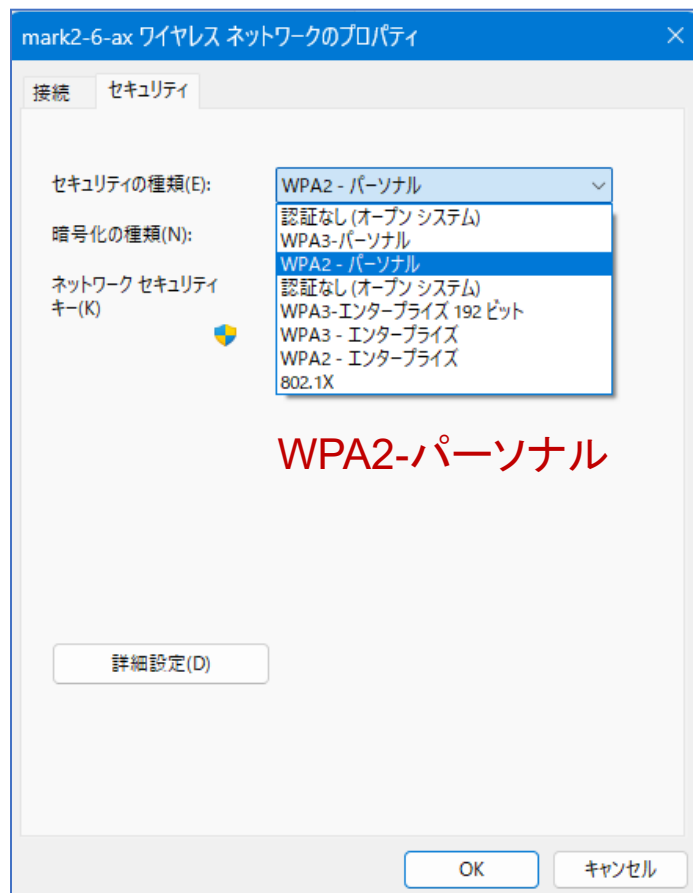 mark2-6-ax ワイヤレス ネットワークのプロパティ
接続 セキュリティ
セキュリティの種類(E): WPA2 - パーソナル
認証なし (オープン システム)
暗号化の種類(N): WPA3-パーソナル
WPA2 - パーソナル
ネットワーク セキュリティ 認証なし (オープン システム)
キー(K) WPA3-エンタープライズ 192 ビット
WPA3 - エンタープライズ
WPA2 - エンタープライズ
802.1X
WPA2-パーソナル
詳細設定(D)
OK キャンセル